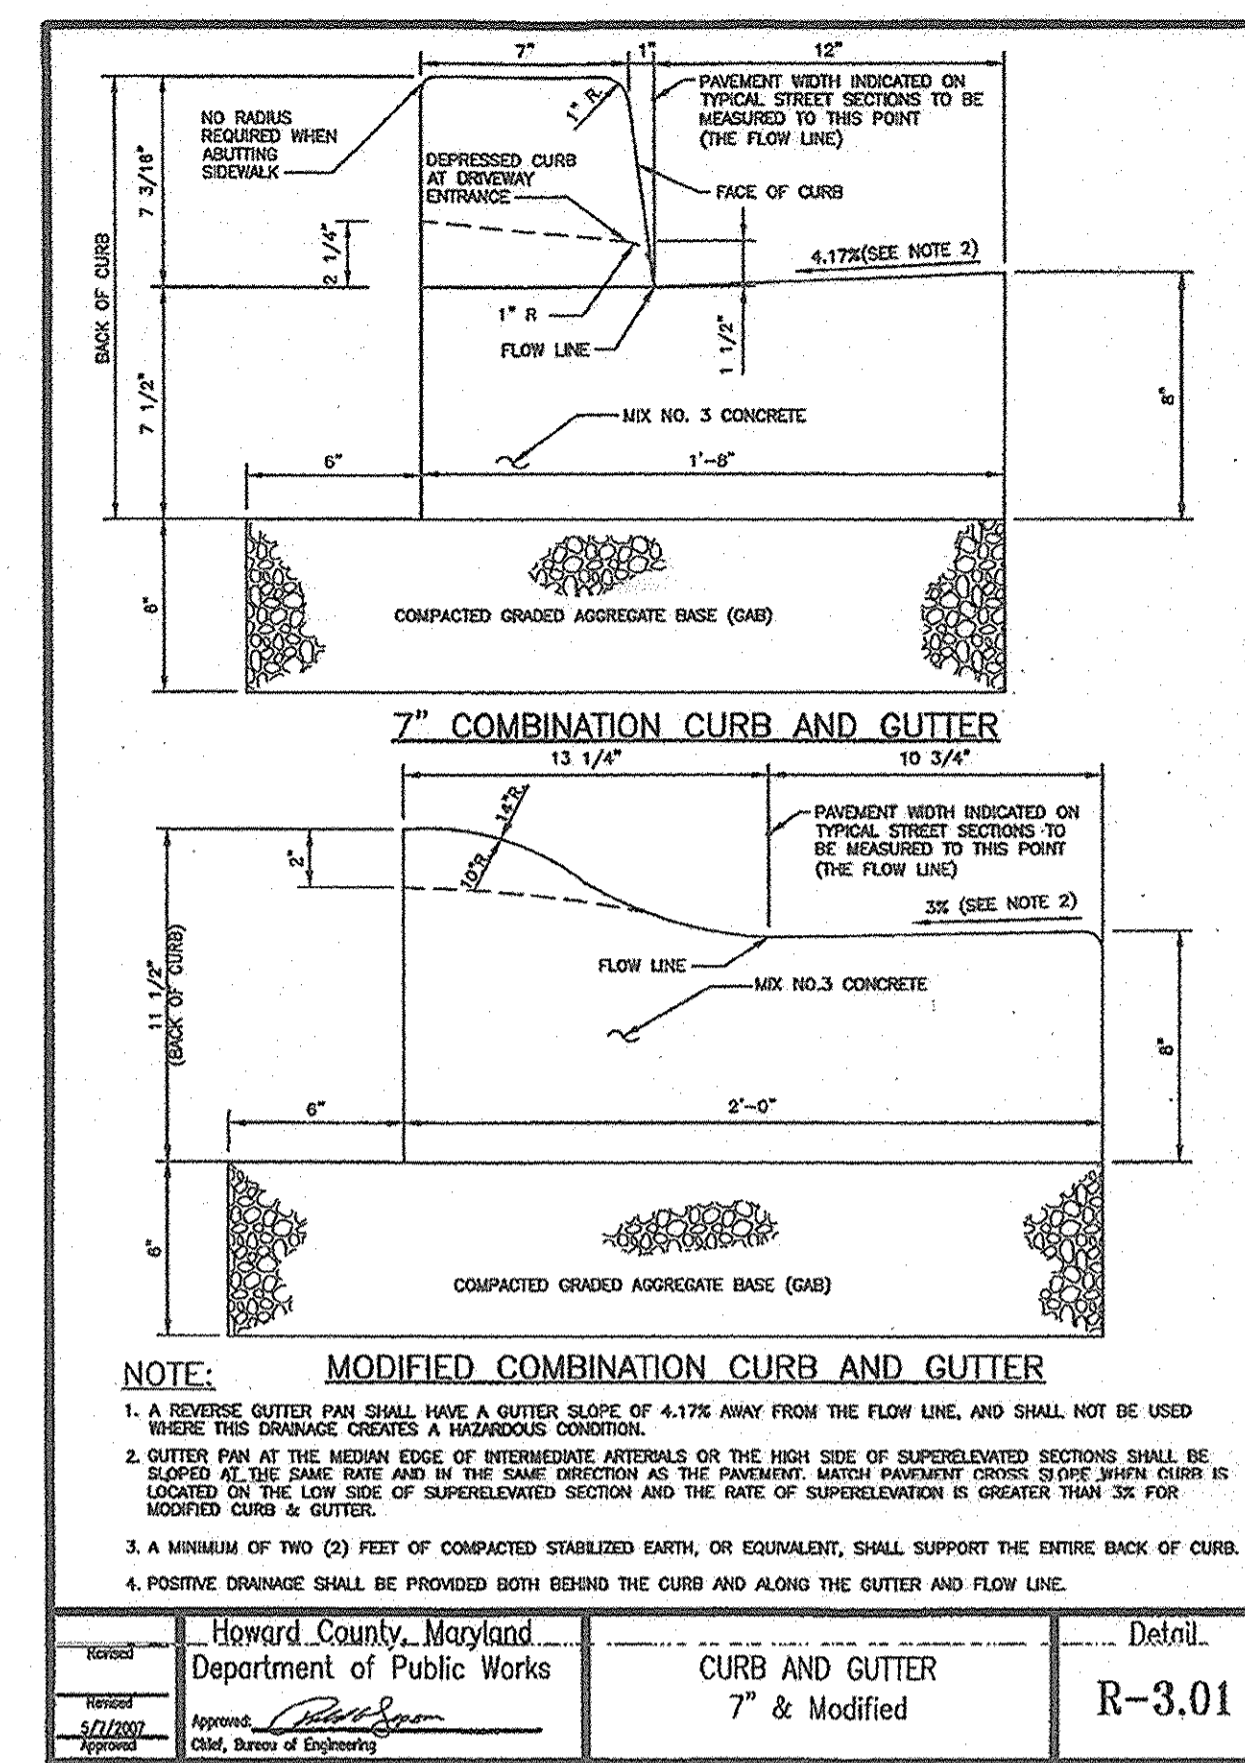 7" 1" 12"
NO RADIUS
REQUIRED WHEN
ABUTTING
SIDEWALK
1" R.
PAVEMENT WIDTH INDICATED ON
TYPICAL STREET SECTIONS TO BE
MEASURED TO THIS POINT
(THE FLOW LINE)
DEPRESSED CURB
AT DRIVEWAY
ENTRANCE
FACE OF CURB
7 3/16"
2 1/4"
BACK OF CURB
4.17%(SEE NOTE 2)
1" R
FLOW LINE
1 1/2"
7 1/2"
8"
MIX NO. 3 CONCRETE
6" 1'-8"
COMPACTED GRADED AGGREGATE BASE (GAB)
7" COMBINATION CURB AND GUTTER
13 1/4" 10 3/4"
14"R.
10"R.
2"
PAVEMENT WIDTH INDICATED ON
TYPICAL STREET SECTIONS TO
BE MEASURED TO THIS POINT
(THE FLOW LINE)
3% (SEE NOTE 2)
11 1/2"
(BACK OF CURB)
FLOW LINE
MIX NO.3 CONCRETE
8"
6" 2'-0"
6"
COMPACTED GRADED AGGREGATE BASE (GAB)
MODIFIED COMBINATION CURB AND GUTTER
NOTE:
1. A REVERSE GUTTER PAN SHALL HAVE A GUTTER SLOPE OF 4.17% AWAY FROM THE FLOW LINE, AND SHALL NOT BE USED
WHERE THIS DRAINAGE CREATES A HAZARDOUS CONDITION.
2. GUTTER PAN AT THE MEDIAN EDGE OF INTERMEDIATE ARTERIALS OR THE HIGH SIDE OF SUPERELEVATED SECTIONS SHALL BE
SLOPED AT THE SAME RATE AND IN THE SAME DIRECTION AS THE PAVEMENT. MATCH PAVEMENT CROSS SLOPE WHEN CURB IS
LOCATED ON THE LOW SIDE OF SUPERELEVATED SECTION AND THE RATE OF SUPERELEVATION IS GREATER THAN 3% FOR
MODIFIED CURB & GUTTER.
3. A MINIMUM OF TWO (2) FEET OF COMPACTED STABILIZED EARTH, OR EQUIVALENT, SHALL SUPPORT THE ENTIRE BACK OF CURB.
4. POSITIVE DRAINAGE SHALL BE PROVIDED BOTH BEHIND THE CURB AND ALONG THE GUTTER AND FLOW LINE.
Revised
Revised
5/7/2007
Approved
Howard County, Maryland
Department of Public Works
Approved:
Chief, Bureau of Engineering
CURB AND GUTTER
7" & Modified
Detail
R-3.01